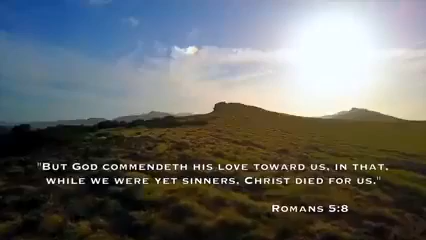 "But God commendeth his love toward us, in that,
while we were yet sinners, Christ died for us."
Romans 5:8